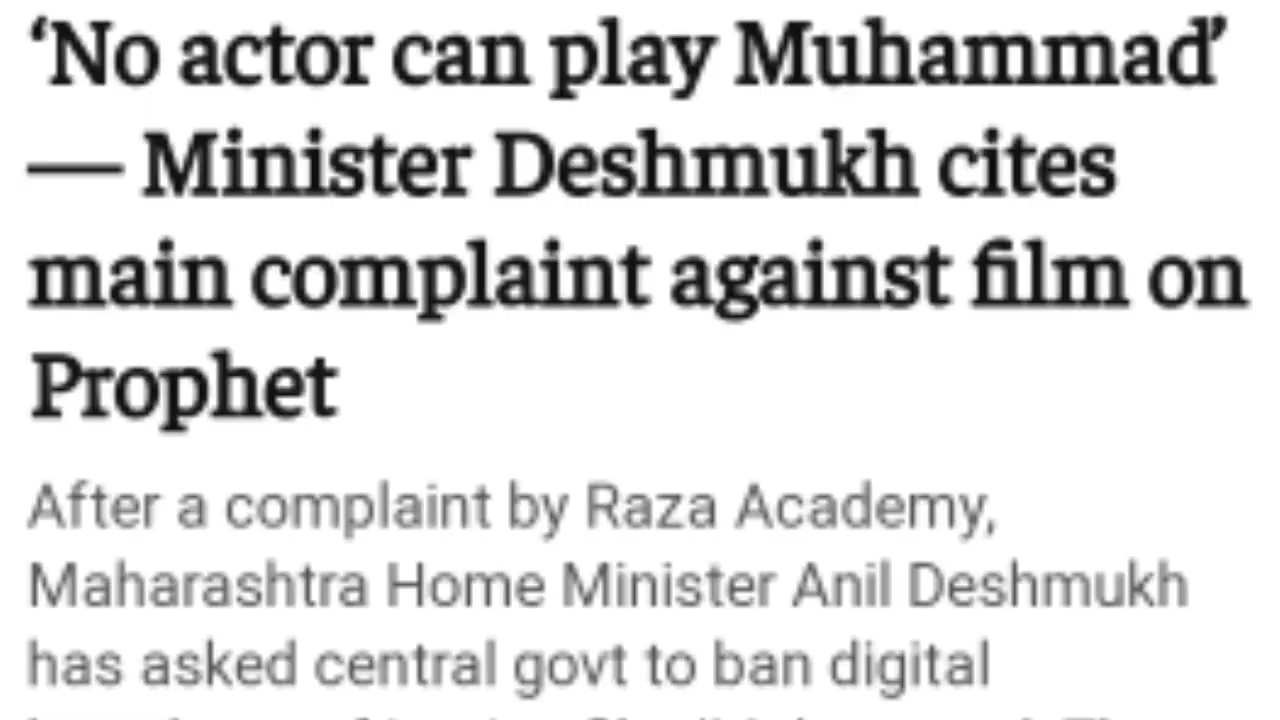 ‘No actor can play Muhammad’
— Minister Deshmukh cites
main complaint against film on
Prophet
After a complaint by Raza Academy,
Maharashtra Home Minister Anil Deshmukh
has asked central govt to ban digital